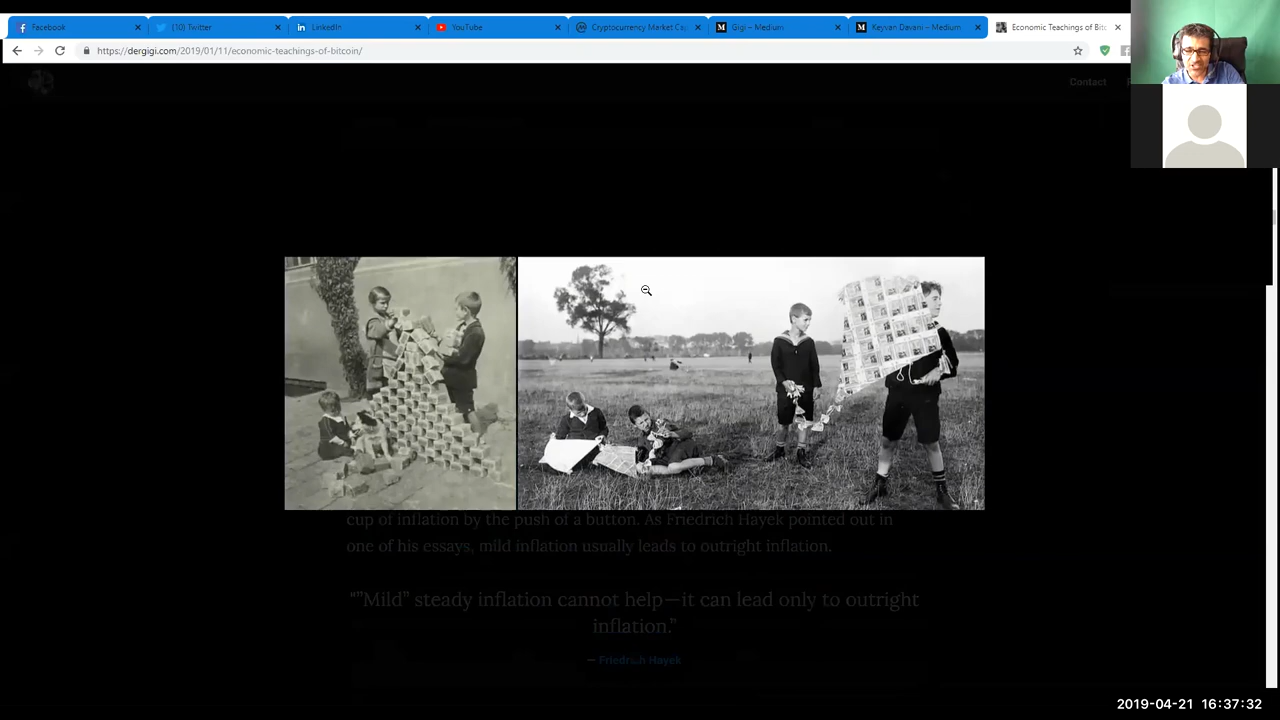 Facebook
(10) Twitter
LinkedIn
YouTube
Cryptocurrency Market Ca
Gigi – Medium
Keyvan Davani – Medium
Economic Teachings of Bitc
https://dergigi.com/2019/01/11/economic-teachings-of-bitcoin/
Contact
cup of inflation by the push of a button. As Friedrich Hayek pointed out in
one of his essays, mild inflation usually leads to outright inflation.
"”Mild” steady inflation cannot help—it can lead only to outright
inflation.”
— Friedrich Hayek
2019-04-21 16:37:32